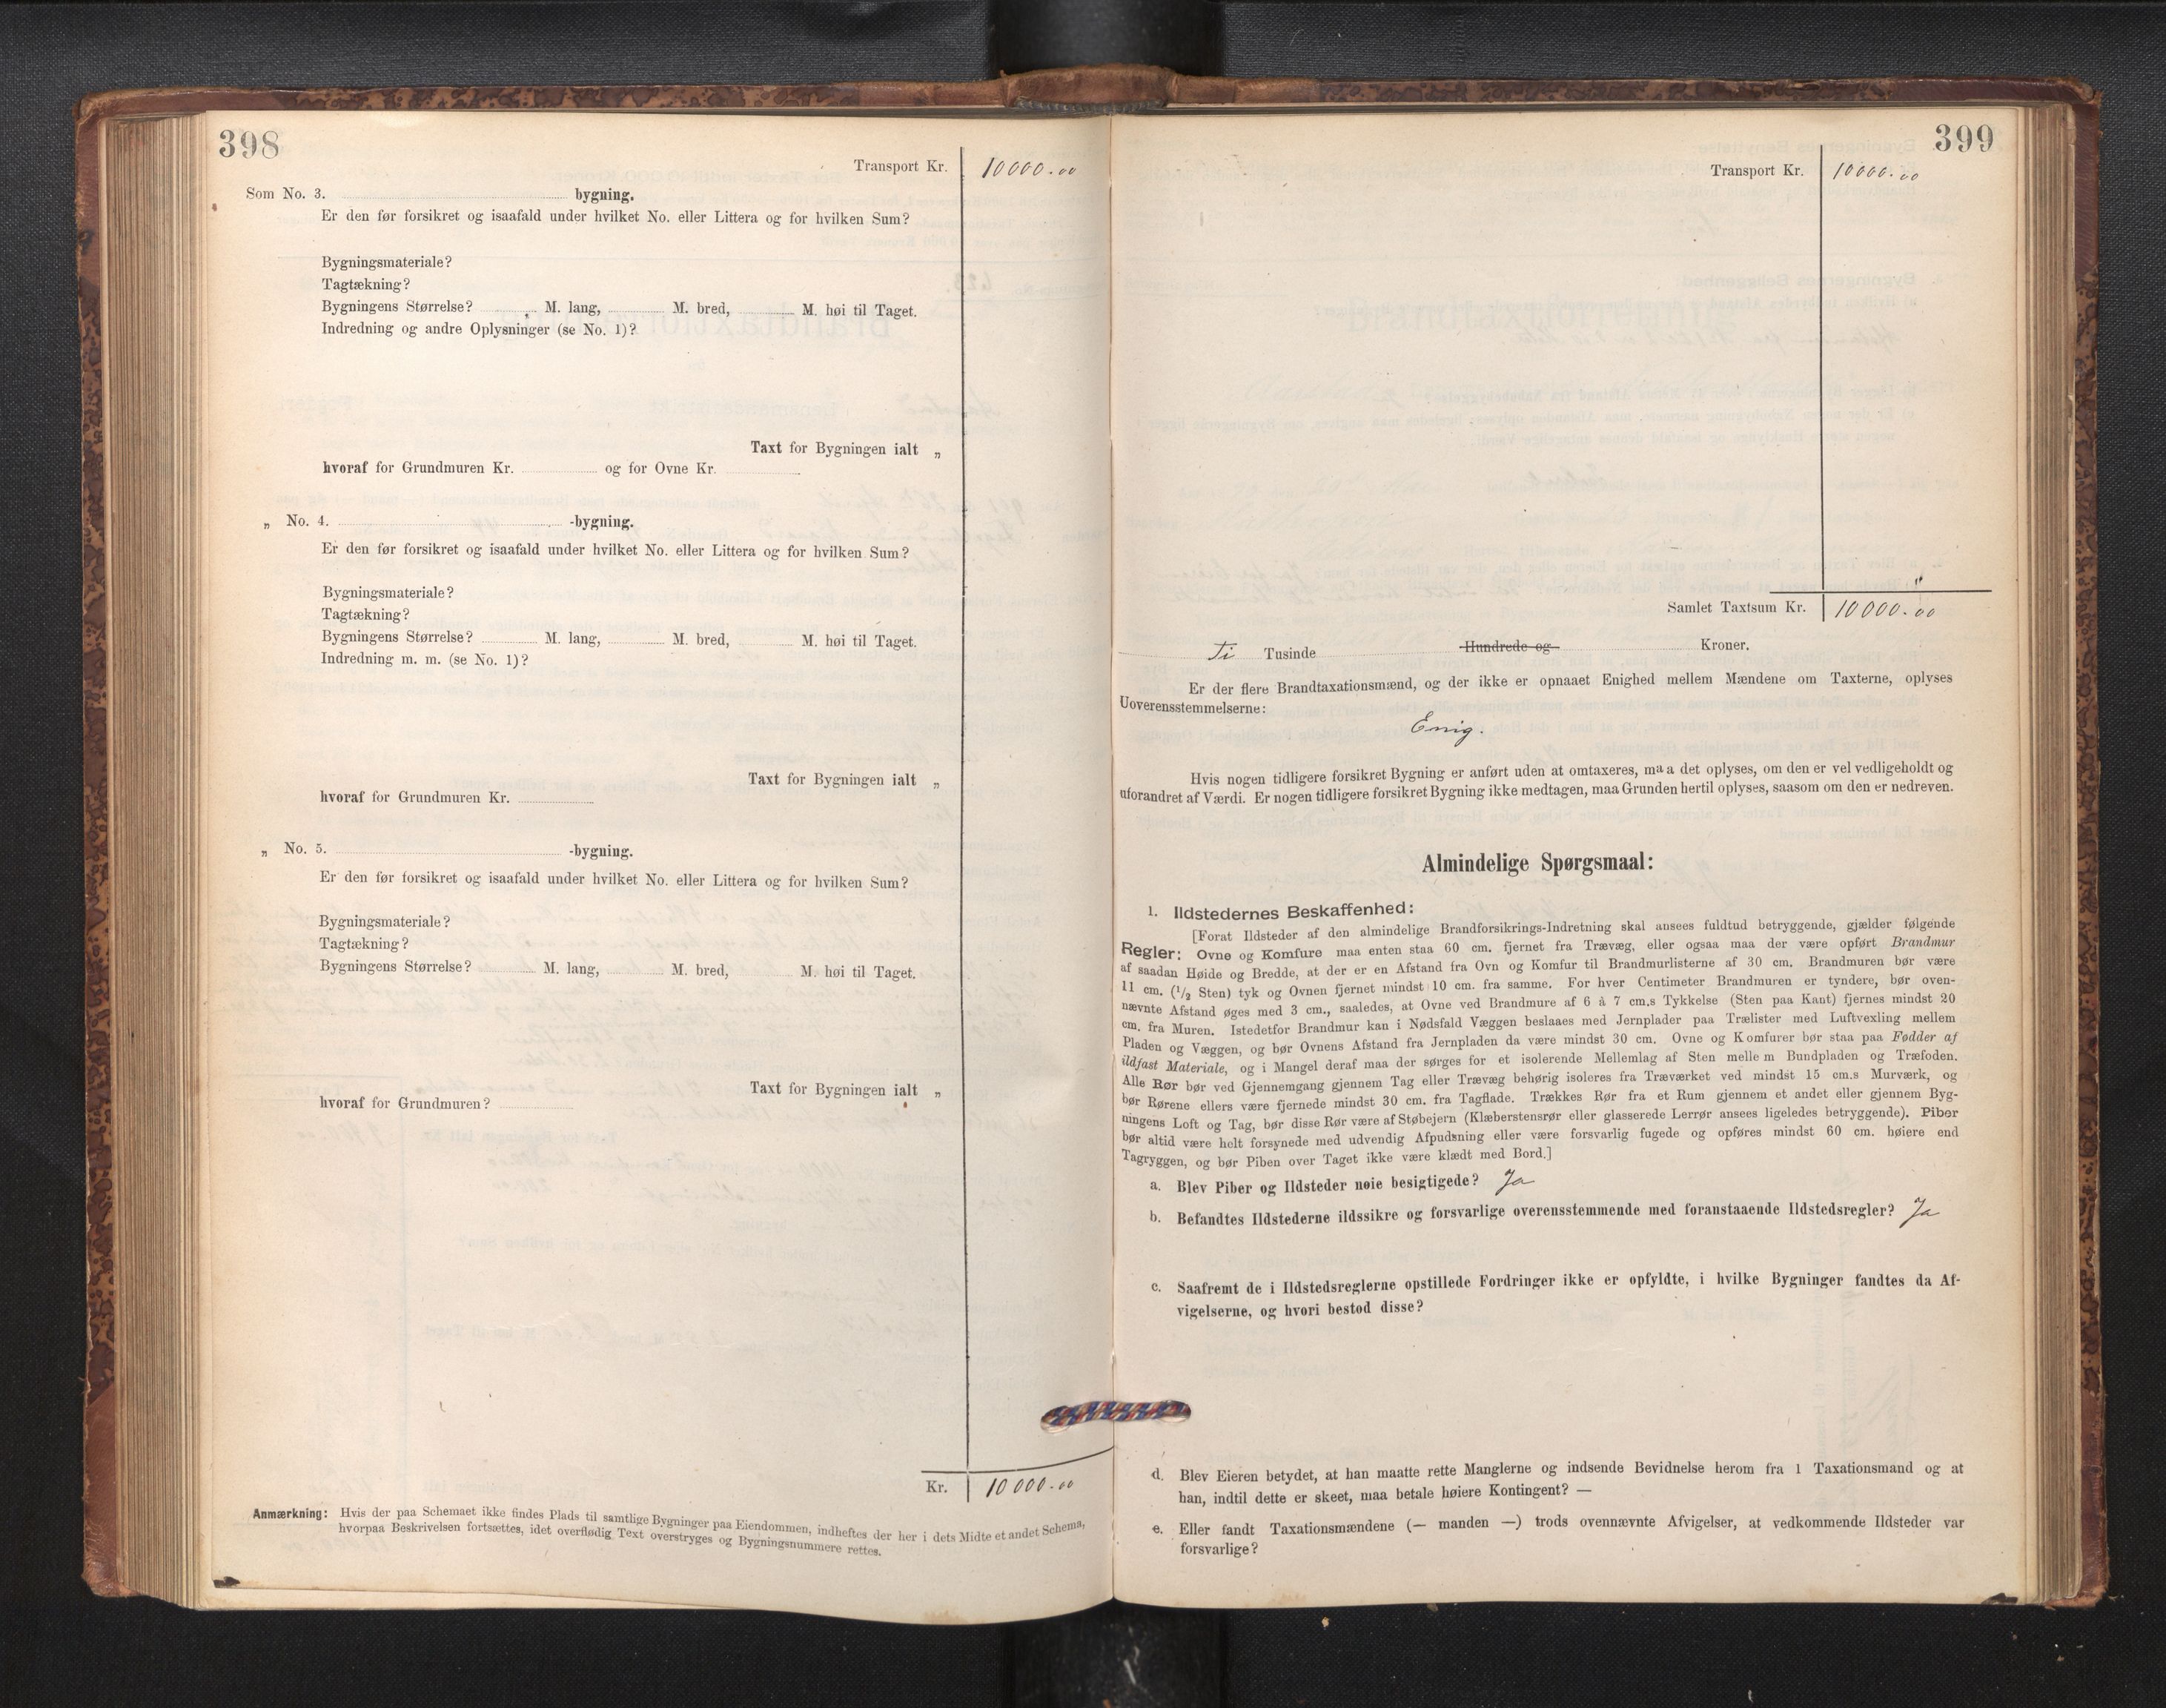 398
Transport Kr. 10000.00
Som No. 3. bygning.
Er den før forsikret og isaafald under hvilket No. eller Littera og for hvilken Sum?
Bygningsmateriale?
Tagtækning?
Bygningens Størrelse? M. lang, M. bred, M. høi til Taget.
Indredning og andre Oplysninger (se No. 1)?
Taxt for Bygningen ialt „
hvoraf for Grundmuren Kr. og for Ovne Kr.
„ No. 4. -bygning.
Er den før forsikret og isaafald under hvilket No. eller Littera og for hvilken Sum?
Bygningsmateriale?
Tagtækning?
Bygningens Størrelse? M. lang, M. bred, M. høi til Taget.
Indredning m. m. (se No. 1)?
Taxt for Bygningen ialt „
hvoraf for Grundmuren Kr.
„ No. 5. -bygning.
Er den før forsikret og isaafald under hvilket No. eller Littera og for hvilken Sum?
Bygningsmateriale?
Tagtækning?
Bygningens Størrelse? M. lang, M. bred, M. høi til Taget.
Taxt for Bygningen ialt „
hvoraf for Grundmuren?
Kr. 10000.00
Anmærkning: Hvis der paa Schemaet ikke findes Plads til samtlige Bygninger paa Eiendommen, indheftes der her i dets Midte et andet Schema,
hvorpaa Beskrivelsen fortsættes, idet overflødig Text overstryges og Bygningsnummere rettes.
399
Transport Kr. 10000.00
"
Samlet Taxtsum Kr. 10000.00
Ti Tusinde Hundrede og Kroner.
Er der flere Brandtaxationsmænd, og der ikke er opnaaet Enighed mellem Mændene om Taxterne, oplyses
Uoverensstemmelserne:
Enig.
Hvis nogen tidligere forsikret Bygning er anført uden at omtaxeres, maa det oplyses, om den er vel vedligeholdt og
uforandret af Værdi. Er nogen tidligere forsikret Bygning ikke medtagen, maa Grunden hertil oplyses, saasom om den er nedreven.
Almindelige Spørgsmaal:
1. Ildstedernes Beskaffenhed:
[Forat Ildsteder af den almindelige Brandforsikrings-Indretning skal ansees fuldtud betryggende, gjælder følgende
Regler: Ovne og Komfure maa enten staa 60 cm. fjernet fra Trævæg, eller ogsaa maa der være opført Brandmur
af saadan Høide og Bredde, at der er en Afstand fra Ovn og Komfur til Brandmurlisterne af 30 cm. Brandmuren bør være
11 cm. (1/2 Sten) tyk og Ovnen fjernet mindst 10 cm. fra samme. For hver Centimeter Brandmuren er tyndere, bør oven-
nævnte Afstand øges med 3 cm., saaledes, at Ovne ved Brandmure af 6 à 7 cm.s Tykkelse (Sten paa Kant) fjernes mindst 20
cm. fra Muren. Istedetfor Brandmur kan i Nødsfald Væggen beslaaes med Jernplader paa Trælister med Luftvexling mellem
Pladen og Væggen, og bør Ovnens Afstand fra Jernpladen da være mindst 30 cm. Ovne og Komfurer bør staa paa Fødder af
ildfast Materiale, og i Mangel deraf maa der sørges for et isolerende Mellemlag af Sten mellem Bundpladen og Træfoden.
Alle Rør bør ved Gjennemgang gjennem Tag eller Trævæg behørig isoleres fra Træværket ved mindst 15 cm.s Murværk, og
bør Rørene ellers være fjernede mindst 30 cm. fra Tagflade. Trækkes Rør fra et Rum gjennem et andet eller gjennem Byg-
ningens Loft og Tag, bør disse Rør være af Støbejern (Klæberstensrør eller glasserede Lerrør ansees ligeledes betryggende). Piber
bør altid være helt forsynede med udvendig Afpudsning eller være forsvarlig fugede og opføres mindst 60 cm. høiere end
Tagryggen, og bør Piben over Taget ikke være klædt med Bord.]
a. Blev Piber og Ildsteder nøie besigtigede? Ja
b. Befandtes Ildstederne ildssikre og forsvarlige overensstemmende med foranstaaende Ildstedsregler? Ja
c. Saafremt de i Ildstedsreglerne opstillede Fordringer ikke er opfyldte, i hvilke Bygninger fandtes da Af-
vigelserne, og hvori bestod disse?
d. Blev Eieren betydet, at han maatte rette Manglerne og indsende Bevidnelse herom fra 1 Taxationsmand og at
han, indtil dette er skeet, maa betale høiere Kontingent? —
e. Eller fandt Taxationsmændene (— manden —) trods ovennævnte Afvigelser, at vedkommende Ildsteder var
forsvarlige?